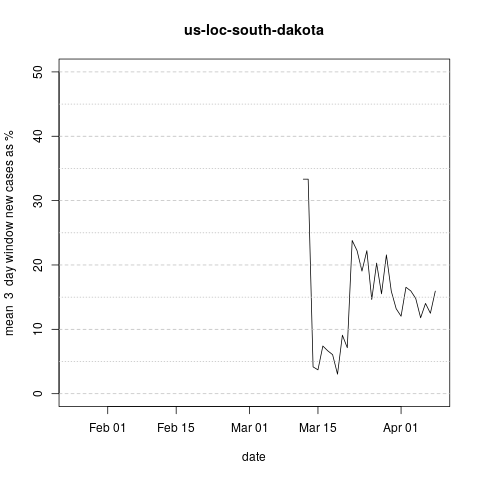 us-loc-south-dakota
mean 3 day window new cases as %
50
40
30
20
10
0
Feb 01 Feb 15 Mar 01 Mar 15 Apr 01
date